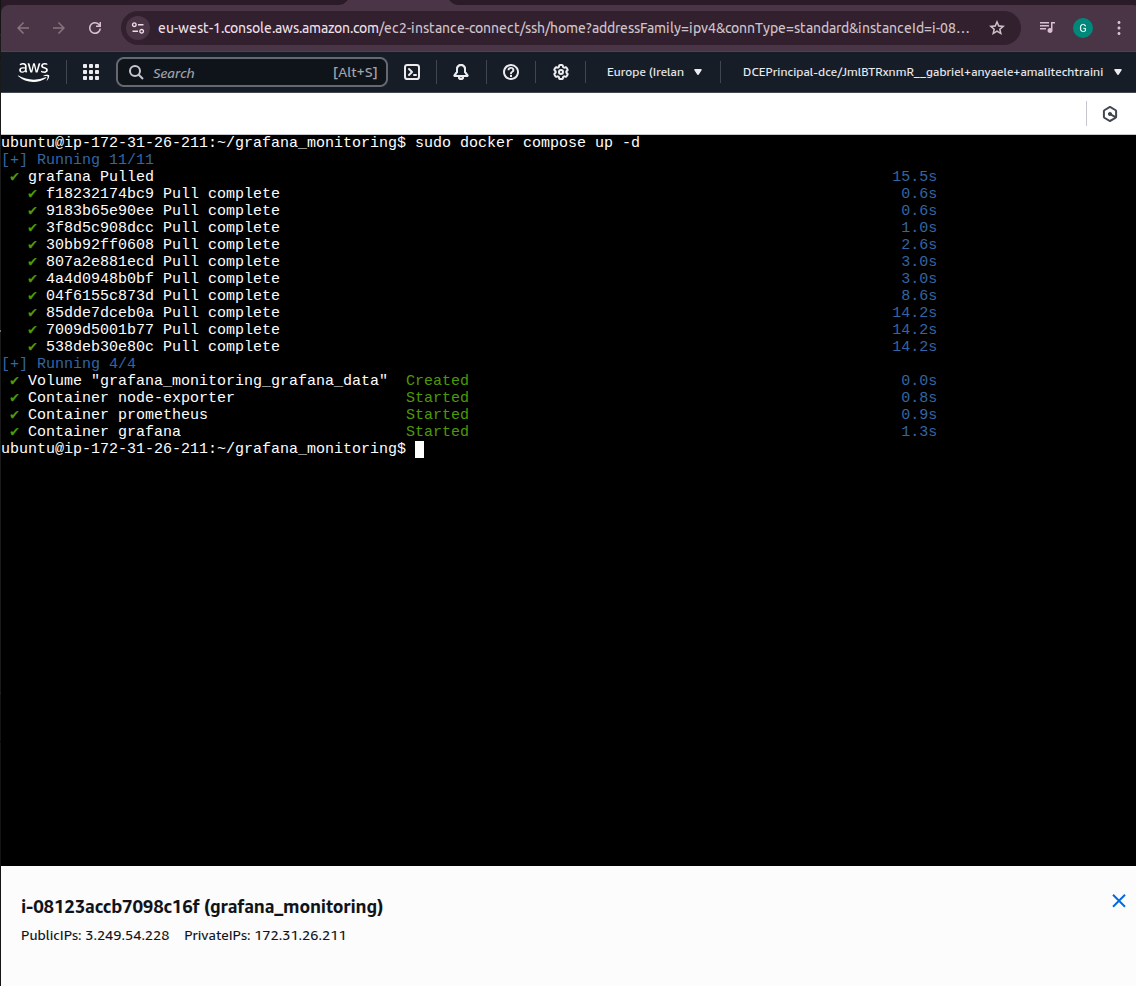 eu-west-1.console.aws.amazon.com/ec2-instance-connect/ssh/home?addressFamily=ipv4&connType=standard&instanceId=i-08...
G
aws
Search
[Alt+S]
Europe (Irelan
DCEPrincipal-dce/JmlBTRxnmR__gabriel+anyaele+amalitechtraini
ubuntu@ip-172-31-26-211:~/grafana_monitoring$ sudo docker compose up -d
[+] Running 11/11
✔ grafana Pulled 15.5s
✔ f18232174bc9 Pull complete 0.6s
✔ 9183b65e90ee Pull complete 0.6s
✔ 3f8d5c908dcc Pull complete 1.0s
✔ 30bb92ff0608 Pull complete 2.6s
✔ 807a2e881ecd Pull complete 3.0s
✔ 4a4d0948b0bf Pull complete 3.0s
✔ 04f6155c873d Pull complete 8.6s
✔ 85dde7dceb0a Pull complete 14.2s
✔ 7009d5001b77 Pull complete 14.2s
✔ 538deb30e80c Pull complete 14.2s
[+] Running 4/4
✔ Volume "grafana_monitoring_grafana_data" Created 0.0s
✔ Container node-exporter Started 0.8s
✔ Container prometheus Started 0.9s
✔ Container grafana Started 1.3s
ubuntu@ip-172-31-26-211:~/grafana_monitoring$
i-08123accb7098c16f (grafana_monitoring)
PublicIPs: 3.249.54.228 PrivateIPs: 172.31.26.211